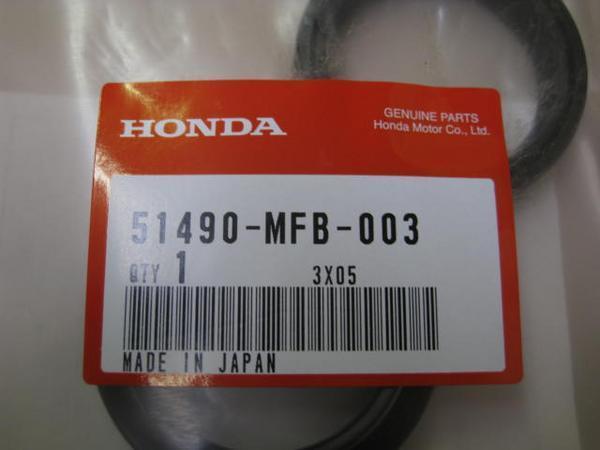 HONDA
GENUINE PARTS
Honda Motor Co., Ltd.
51490-MFB-003
QTY 1 3X05
MADE IN JAPAN